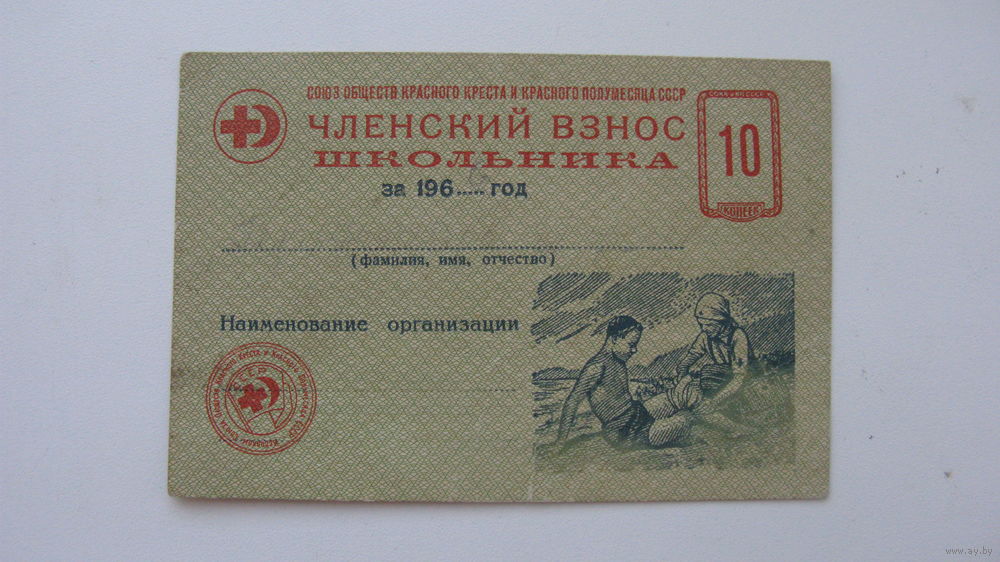 СОЮЗ ОБЩЕСТВ КРАСНОГО КРЕСТА И КРАСНОГО ПОЛУМЕСЯЦА СССР
ЧЛЕНСКИЙ ВЗНОС
ШКОЛЬНИКА
за 196..... год
10
КОПЕЕК
(фамилия, имя, отчество)
Наименование организации
www.ay.by